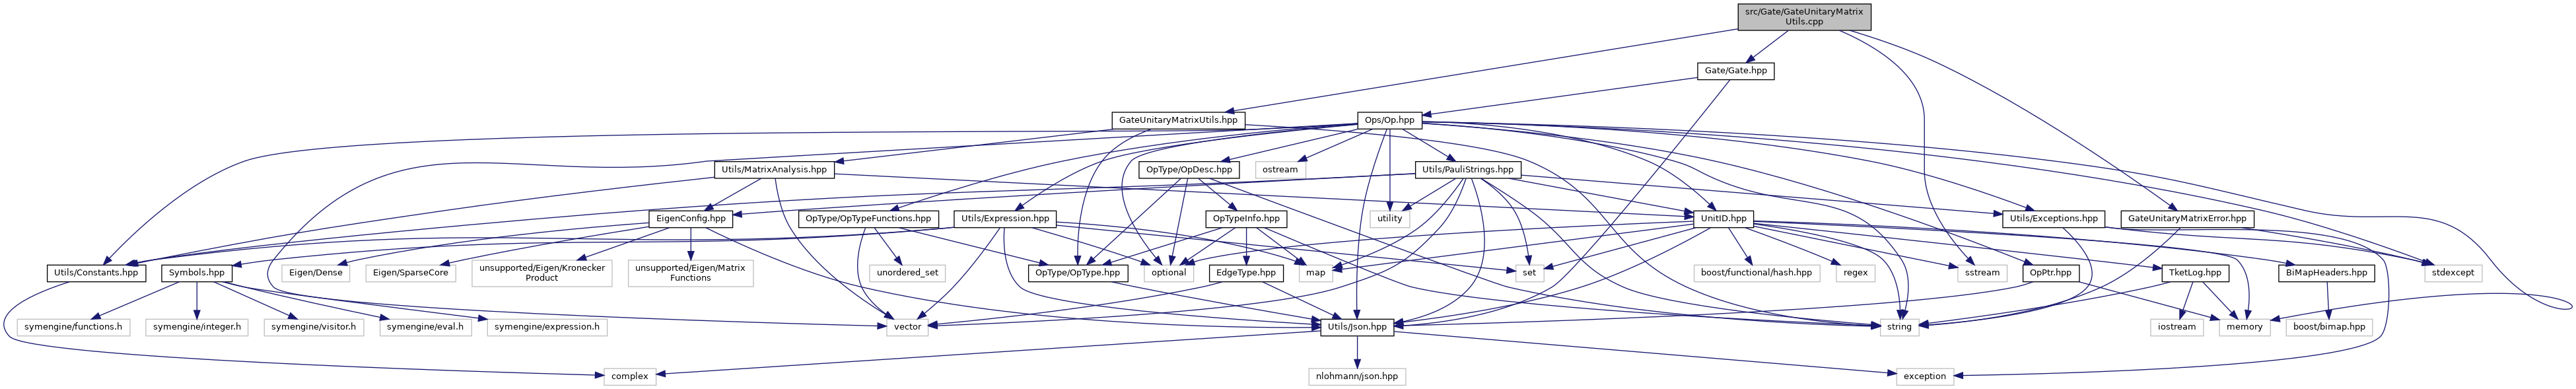 src/Gate/GateUnitaryMatrix
Utils.cpp
Gate/Gate.hpp
GateUnitaryMatrixUtils.hpp
Ops/Op.hpp
Utils/MatrixAnalysis.hpp
OpType/OpDesc.hpp
ostream
Utils/PauliStrings.hpp
EigenConfig.hpp
OpType/OpTypeFunctions.hpp
Utils/Expression.hpp
OpTypeInfo.hpp
utility
UnitID.hpp
Utils/Exceptions.hpp
GateUnitaryMatrixError.hpp
Utils/Constants.hpp
Symbols.hpp
Eigen/Dense
Eigen/SparseCore
unsupported/Eigen/Kronecker
Product
unsupported/Eigen/Matrix
Functions
unordered_set
OpType/OpType.hpp
optional
EdgeType.hpp
map
set
boost/functional/hash.hpp
regex
sstream
OpPtr.hpp
TketLog.hpp
BiMapHeaders.hpp
stdexcept
symengine/functions.h
symengine/integer.h
symengine/visitor.h
symengine/eval.h
symengine/expression.h
vector
Utils/Json.hpp
string
iostream
memory
boost/bimap.hpp
complex
nlohmann/json.hpp
exception